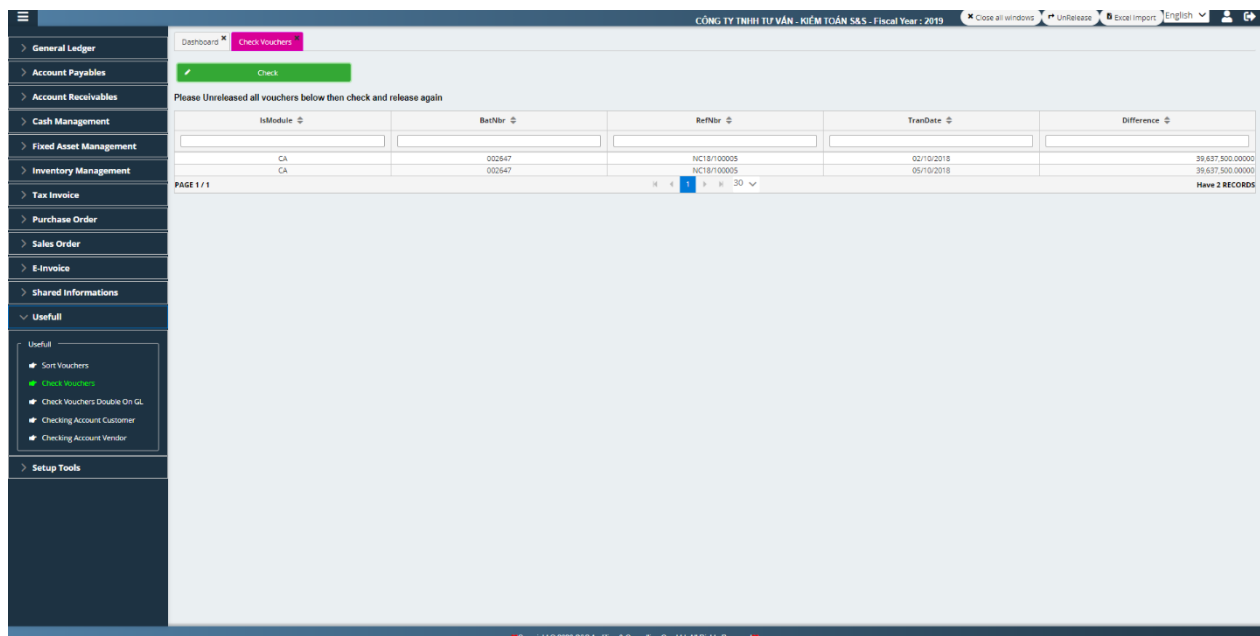 CÔNG TY TNHH TƯ VẤN - KIỂM TOÁN S&S - Fiscal Year : 2019
Close all windows
UnRelease
Excel Import
English
General Ledger
Account Payables
Account Receivables
Cash Management
Fixed Asset Management
Inventory Management
Tax Invoice
Purchase Order
Sales Order
E-Invoice
Shared Informations
Usefull
Usefull
Sort Vouchers
Check Vouchers
Check Vouchers Double On GL
Checking Account Customer
Checking Account Vendor
Setup Tools
Dashboard
Check Vouchers
Check
Please Unreleased all vouchers below then check and release again
IsModule BatNbr RefNbr TranDate Difference
CA 002647 NC18/100005 02/10/2018 39,637,500.00000
CA 002647 NC18/100005 05/10/2018 39,637,500.00000
PAGE 1 / 1 1 30 Have 2 RECORDS